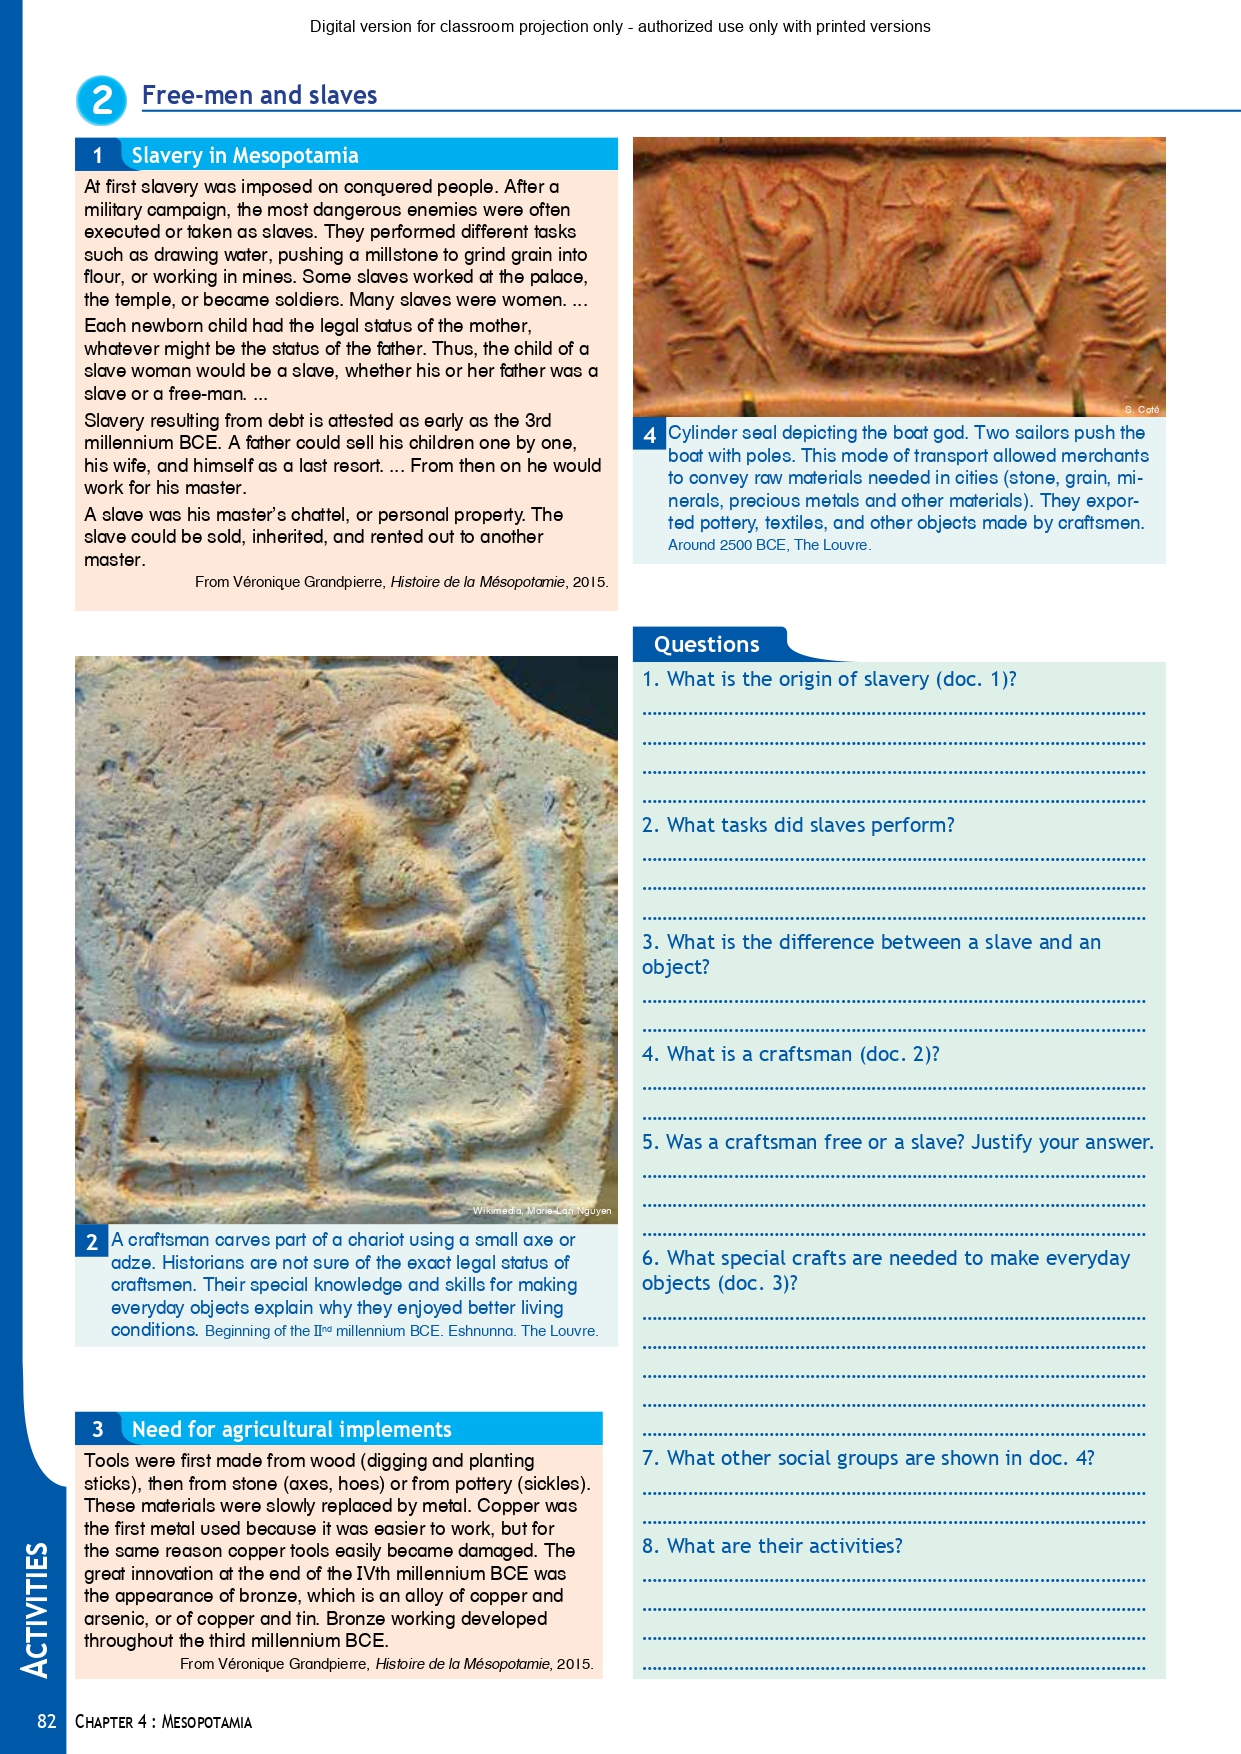 Digital version for classroom projection only - authorized use only with printed versions
2 Free-men and slaves
1 Slavery in Mesopotamia
At first slavery was imposed on conquered people. After a
military campaign, the most dangerous enemies were often
executed or taken as slaves. They performed different tasks
such as drawing water, pushing a millstone to grind grain into
flour, or working in mines. Some slaves worked at the palace,
the temple, or became soldiers. Many slaves were women. ...
Each newborn child had the legal status of the mother,
whatever might be the status of the father. Thus, the child of a
slave woman would be a slave, whether his or her father was a
slave or a free-man. ...
Slavery resulting from debt is attested as early as the 3rd
millennium BCE. A father could sell his children one by one,
his wife, and himself as a last resort. ... From then on he would
work for his master.
A slave was his master's chattel, or personal property. The
slave could be sold, inherited, and rented out to another
master.
From Véronique Grandpierre, Histoire de la Mésopotamie, 2015.
Wikimedia, Marie-Lan Nguyen
2 A craftsman carves part of a chariot using a small axe or
adze. Historians are not sure of the exact legal status of
craftsmen. Their special knowledge and skills for making
everyday objects explain why they enjoyed better living
conditions. Beginning of the IInd millennium BCE. Eshnunna. The Louvre.
3 Need for agricultural implements
Tools were first made from wood (digging and planting
sticks), then from stone (axes, hoes) or from pottery (sickles).
These materials were slowly replaced by metal. Copper was
the first metal used because it was easier to work, but for
the same reason copper tools easily became damaged. The
great innovation at the end of the IVth millennium BCE was
the appearance of bronze, which is an alloy of copper and
arsenic, or of copper and tin. Bronze working developed
throughout the third millennium BCE.
From Véronique Grandpierre, Histoire de la Mésopotamie, 2015.
S. Coté
4 Cylinder seal depicting the boat god. Two sailors push the
boat with poles. This mode of transport allowed merchants
to convey raw materials needed in cities (stone, grain, mi-
nerals, precious metals and other materials). They expor-
ted pottery, textiles, and other objects made by craftsmen.
Around 2500 BCE, The Louvre.
Questions
1. What is the origin of slavery (doc. 1)?
2. What tasks did slaves perform?
3. What is the difference between a slave and an
object?
4. What is a craftsman (doc. 2)?
5. Was a craftsman free or a slave? Justify your answer.
6. What special crafts are needed to make everyday
objects (doc. 3)?
7. What other social groups are shown in doc. 4?
8. What are their activities?
ACTIVITIES
82 CHAPTER 4 : MESOPOTAMIA